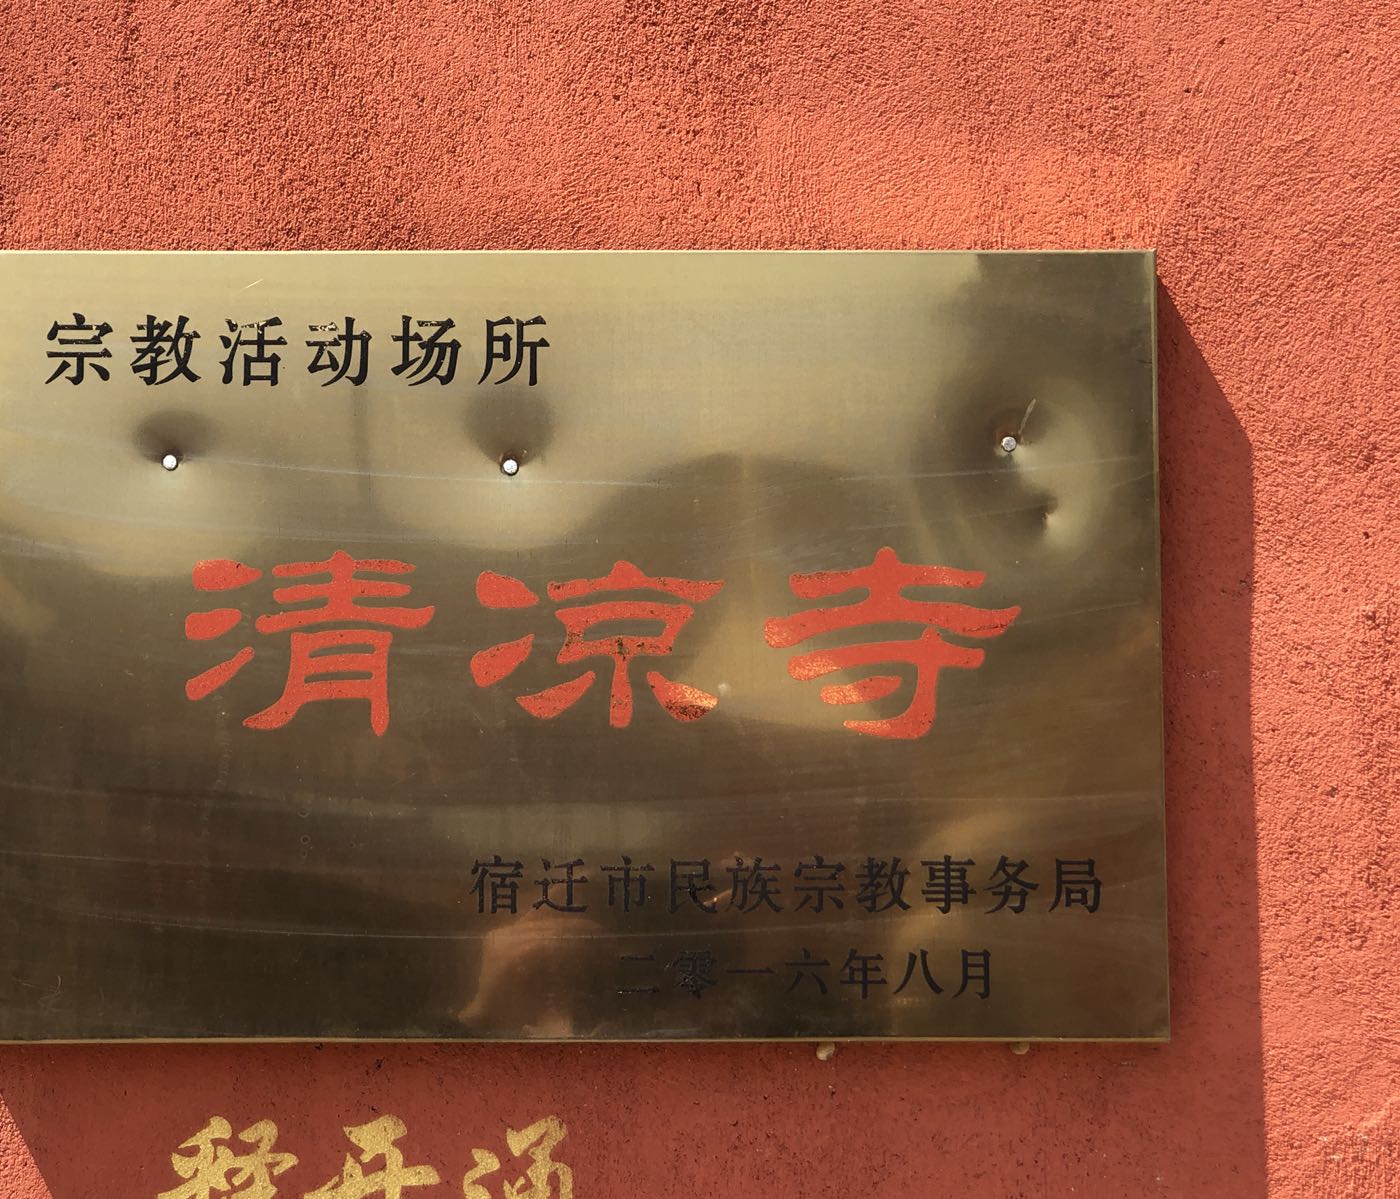 宗教活动场所
清凉寺
宿迁市民族宗教事务局
二零一六年八月